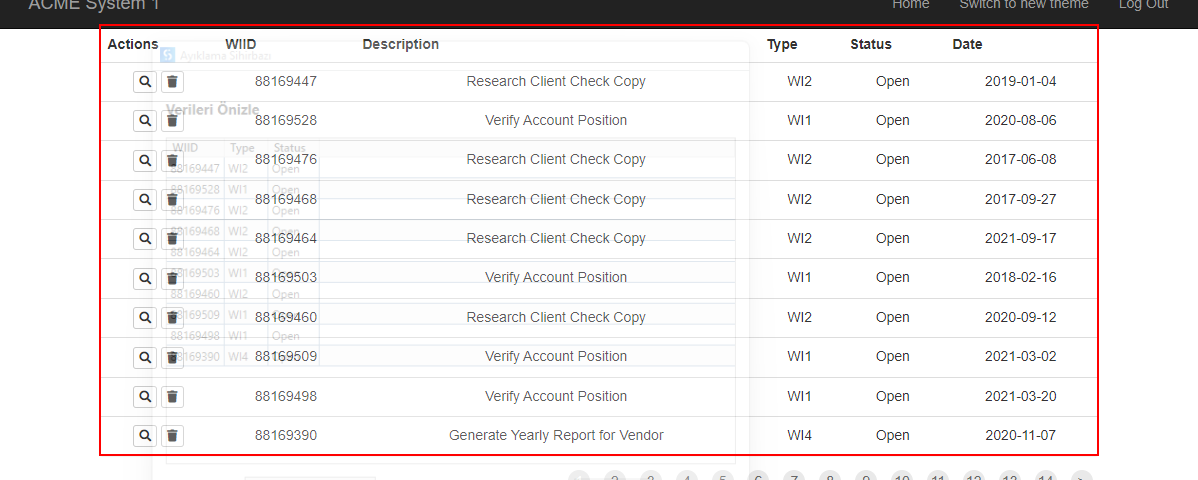 ACME System 1 Home Switch to new theme Log Out
Actions WIID Description Type Status Date
88169447 Research Client Check Copy WI2 Open 2019-01-04
88169528 Verify Account Position WI1 Open 2020-08-06
88169476 Research Client Check Copy WI2 Open 2017-06-08
88169468 Research Client Check Copy WI2 Open 2017-09-27
88169464 Research Client Check Copy WI2 Open 2021-09-17
88169503 Verify Account Position WI1 Open 2018-02-16
88169460 Research Client Check Copy WI2 Open 2020-09-12
88169509 Verify Account Position WI1 Open 2021-03-02
88169498 Verify Account Position WI1 Open 2021-03-20
88169390 Generate Yearly Report for Vendor WI4 Open 2020-11-07
Ayıklama Sihirbazı
Verileri Önizle
WIID Type Status
88169447 WI2 Open
88169528 WI1 Open
88169476 WI2 Open
88169468 WI2 Open
88169464 WI2 Open
88169503 WI1 Open
88169460 WI2 Open
88169509 WI1
88169498 WI1 Open
88169390 WI4
2 3 4 5 6 7 8 9 10 11 12 13 14 >